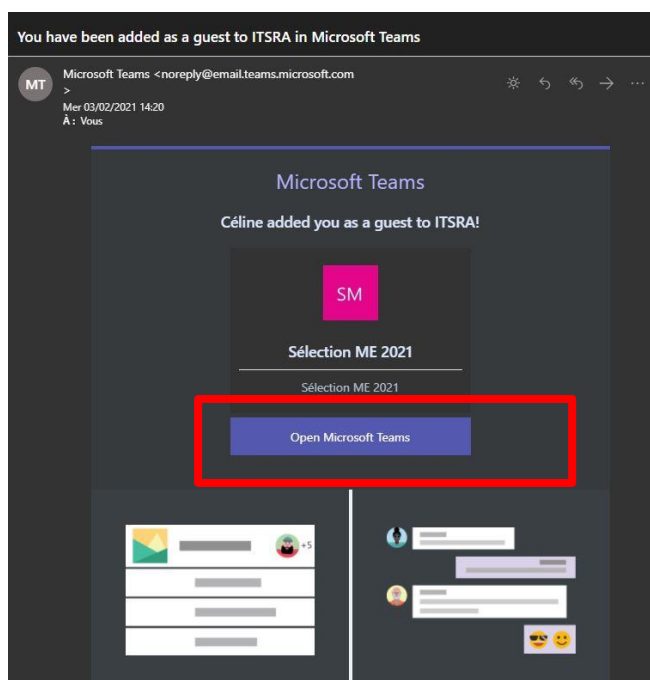 You have been added as a guest to ITSRA in Microsoft Teams
MT
Microsoft Teams <noreply@email.teams.microsoft.com
>
Mer 03/02/2021 14:20
À : Vous
Microsoft Teams
Céline added you as a guest to ITSRA!
SM
Sélection ME 2021
Sélection ME 2021
Open Microsoft Teams
+5